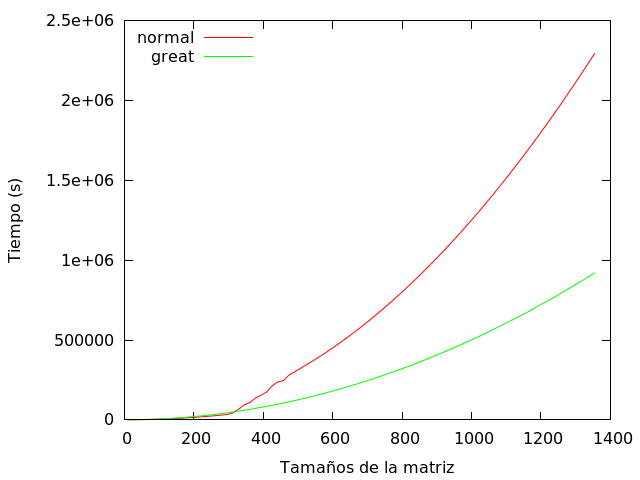 2.5e+06
2e+06
1.5e+06
1e+06
500000
0
Tiempo (s)
normal
great
0 200 400 600 800 1000 1200 1400
Tamaños de la matriz